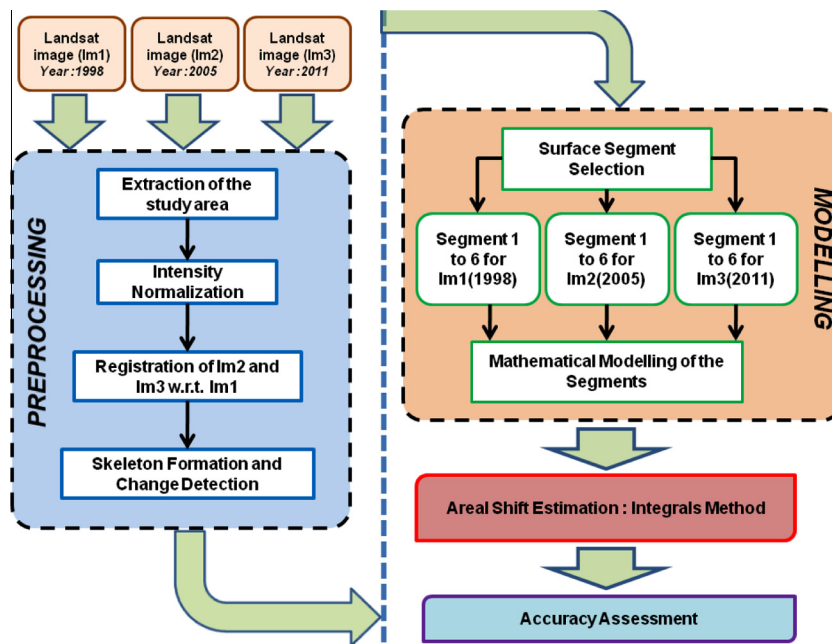 Landsat
image (Im1)
Year :1998
Landsat
image (Im2)
Year :2005
Landsat
image (Im3)
Year :2011
PREPROCESSING
Extraction of the
study area
Intensity
Normalization
Registration of Im2 and
Im3 w.r.t. Im1
Skeleton Formation and
Change Detection
MODELLING
Surface Segment
Selection
Segment 1
to 6 for
Im1(1998)
Segment 1
to 6 for
Im2(2005)
Segment 1
to 6 for
Im3(2011)
Mathematical Modelling of the
Segments
Areal Shift Estimation : Integrals Method
Accuracy Assessment